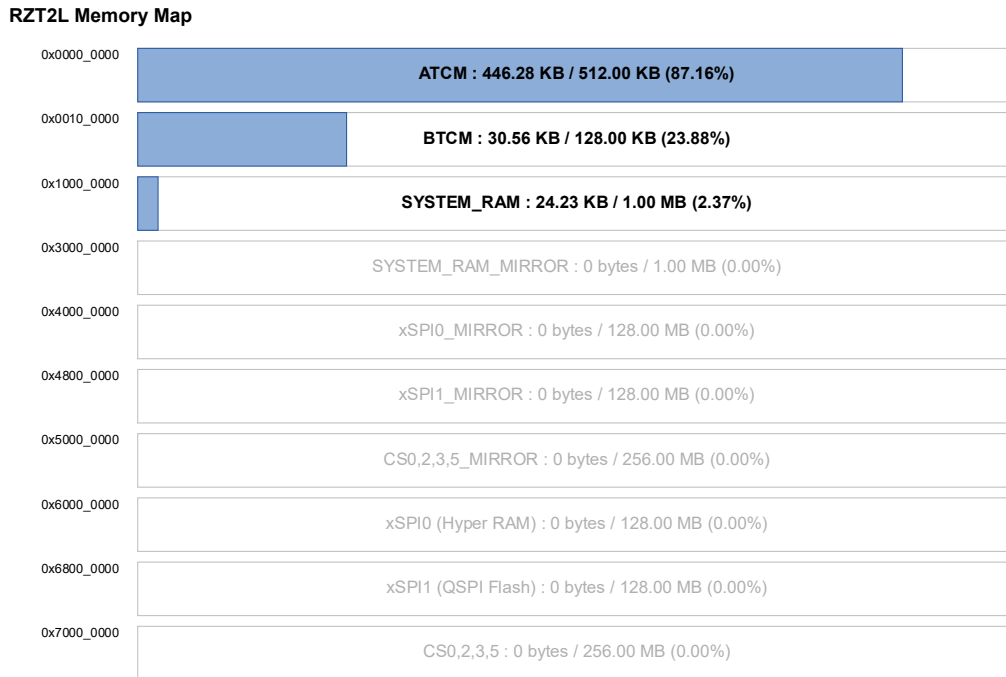 RZT2L Memory Map
0x0000_0000
ATCM : 446.28 KB / 512.00 KB (87.16%)
0x0010_0000
BTCM : 30.56 KB / 128.00 KB (23.88%)
0x1000_0000
SYSTEM_RAM : 24.23 KB / 1.00 MB (2.37%)
0x3000_0000
SYSTEM_RAM_MIRROR : 0 bytes / 1.00 MB (0.00%)
0x4000_0000
xSPI0_MIRROR : 0 bytes / 128.00 MB (0.00%)
0x4800_0000
xSPI1_MIRROR : 0 bytes / 128.00 MB (0.00%)
0x5000_0000
CS0,2,3,5_MIRROR : 0 bytes / 256.00 MB (0.00%)
0x6000_0000
xSPI0 (Hyper RAM) : 0 bytes / 128.00 MB (0.00%)
0x6800_0000
xSPI1 (QSPI Flash) : 0 bytes / 128.00 MB (0.00%)
0x7000_0000
CS0,2,3,5 : 0 bytes / 256.00 MB (0.00%)